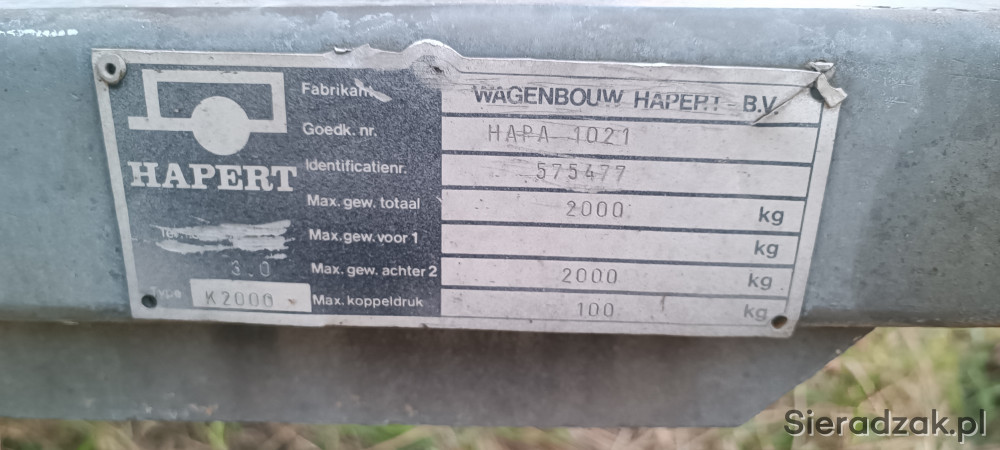 Fabrikant WAGENBOUW HAPERT - B.V.
Goedk. nr. HAPA 1021
HAPERT
Identificatienr. 575477
Max. gew. totaal 2000 kg
Max. gew. voor 1 kg
3.0
Max. gew. achter 2 2000 kg
Type K2000
Max. koppeldruk 100 kg
Sieradzak.pl